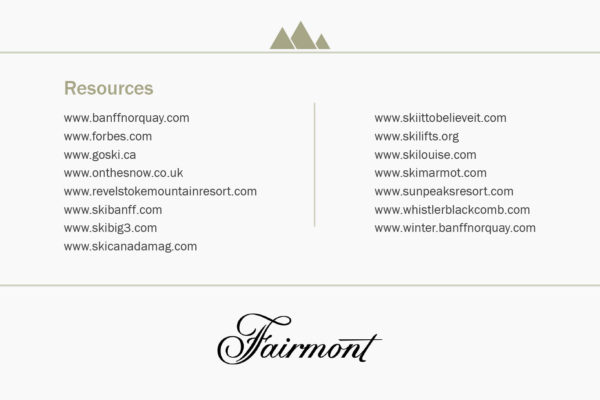 Resources
www.banffnorquay.com
www.forbes.com
www.goski.ca
www.onthesnow.co.uk
www.revelstokemountainresort.com
www.skibanff.com
www.skibig3.com
www.skicanadamag.com
www.skiittobelieveit.com
www.skilifts.org
www.skilouise.com
www.skimarmot.com
www.sunpeaksresort.com
www.whistlerblackcomb.com
www.winter.banffnorquay.com
Fairmont